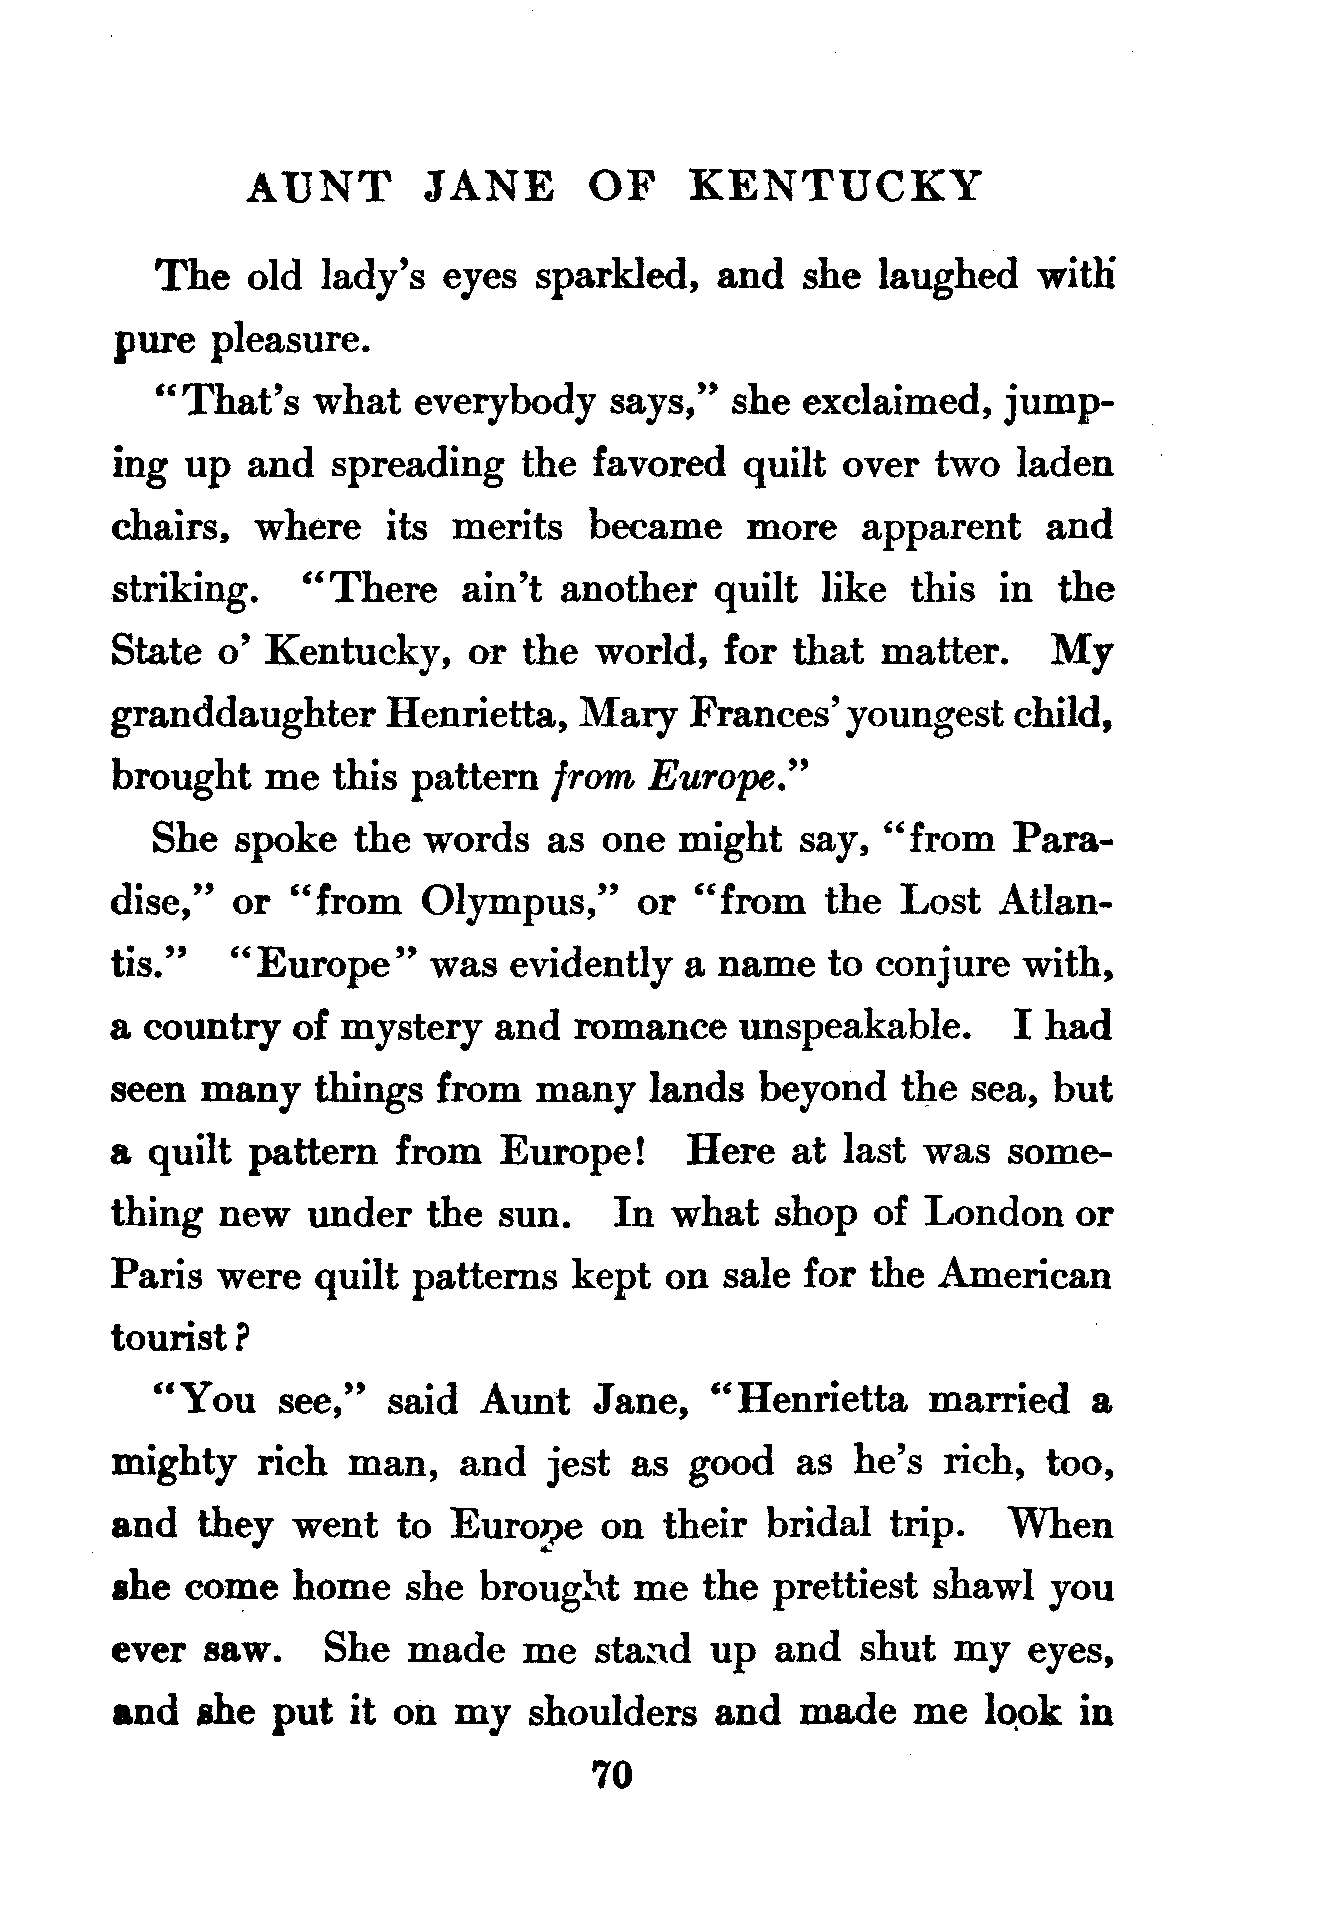 AUNT JANE OF KENTUCKY
The old lady's eyes sparkled, and she laughed with
pure pleasure.
"That's what everybody says," she exclaimed, jump-
ing up and spreading the favored quilt over two laden
chairs, where its merits became more apparent and
striking. "There ain't another quilt like this in the
State o' Kentucky, or the world, for that matter. My
granddaughter Henrietta, Mary Frances' youngest child,
brought me this pattern from Europe."
She spoke the words as one might say, "from Para-
dise," or "from Olympus," or "from the Lost Atlan-
tis." "Europe" was evidently a name to conjure with,
a country of mystery and romance unspeakable. I had
seen many things from many lands beyond the sea, but
a quilt pattern from Europe! Here at last was some-
thing new under the sun. In what shop of London or
Paris were quilt patterns kept on sale for the American
tourist?
"You see," said Aunt Jane, "Henrietta married a
mighty rich man, and jest as good as he's rich, too,
and they went to Europe on their bridal trip. When
she come home she brought me the prettiest shawl you
ever saw. She made me stand up and shut my eyes,
and she put it on my shoulders and made me look in
70